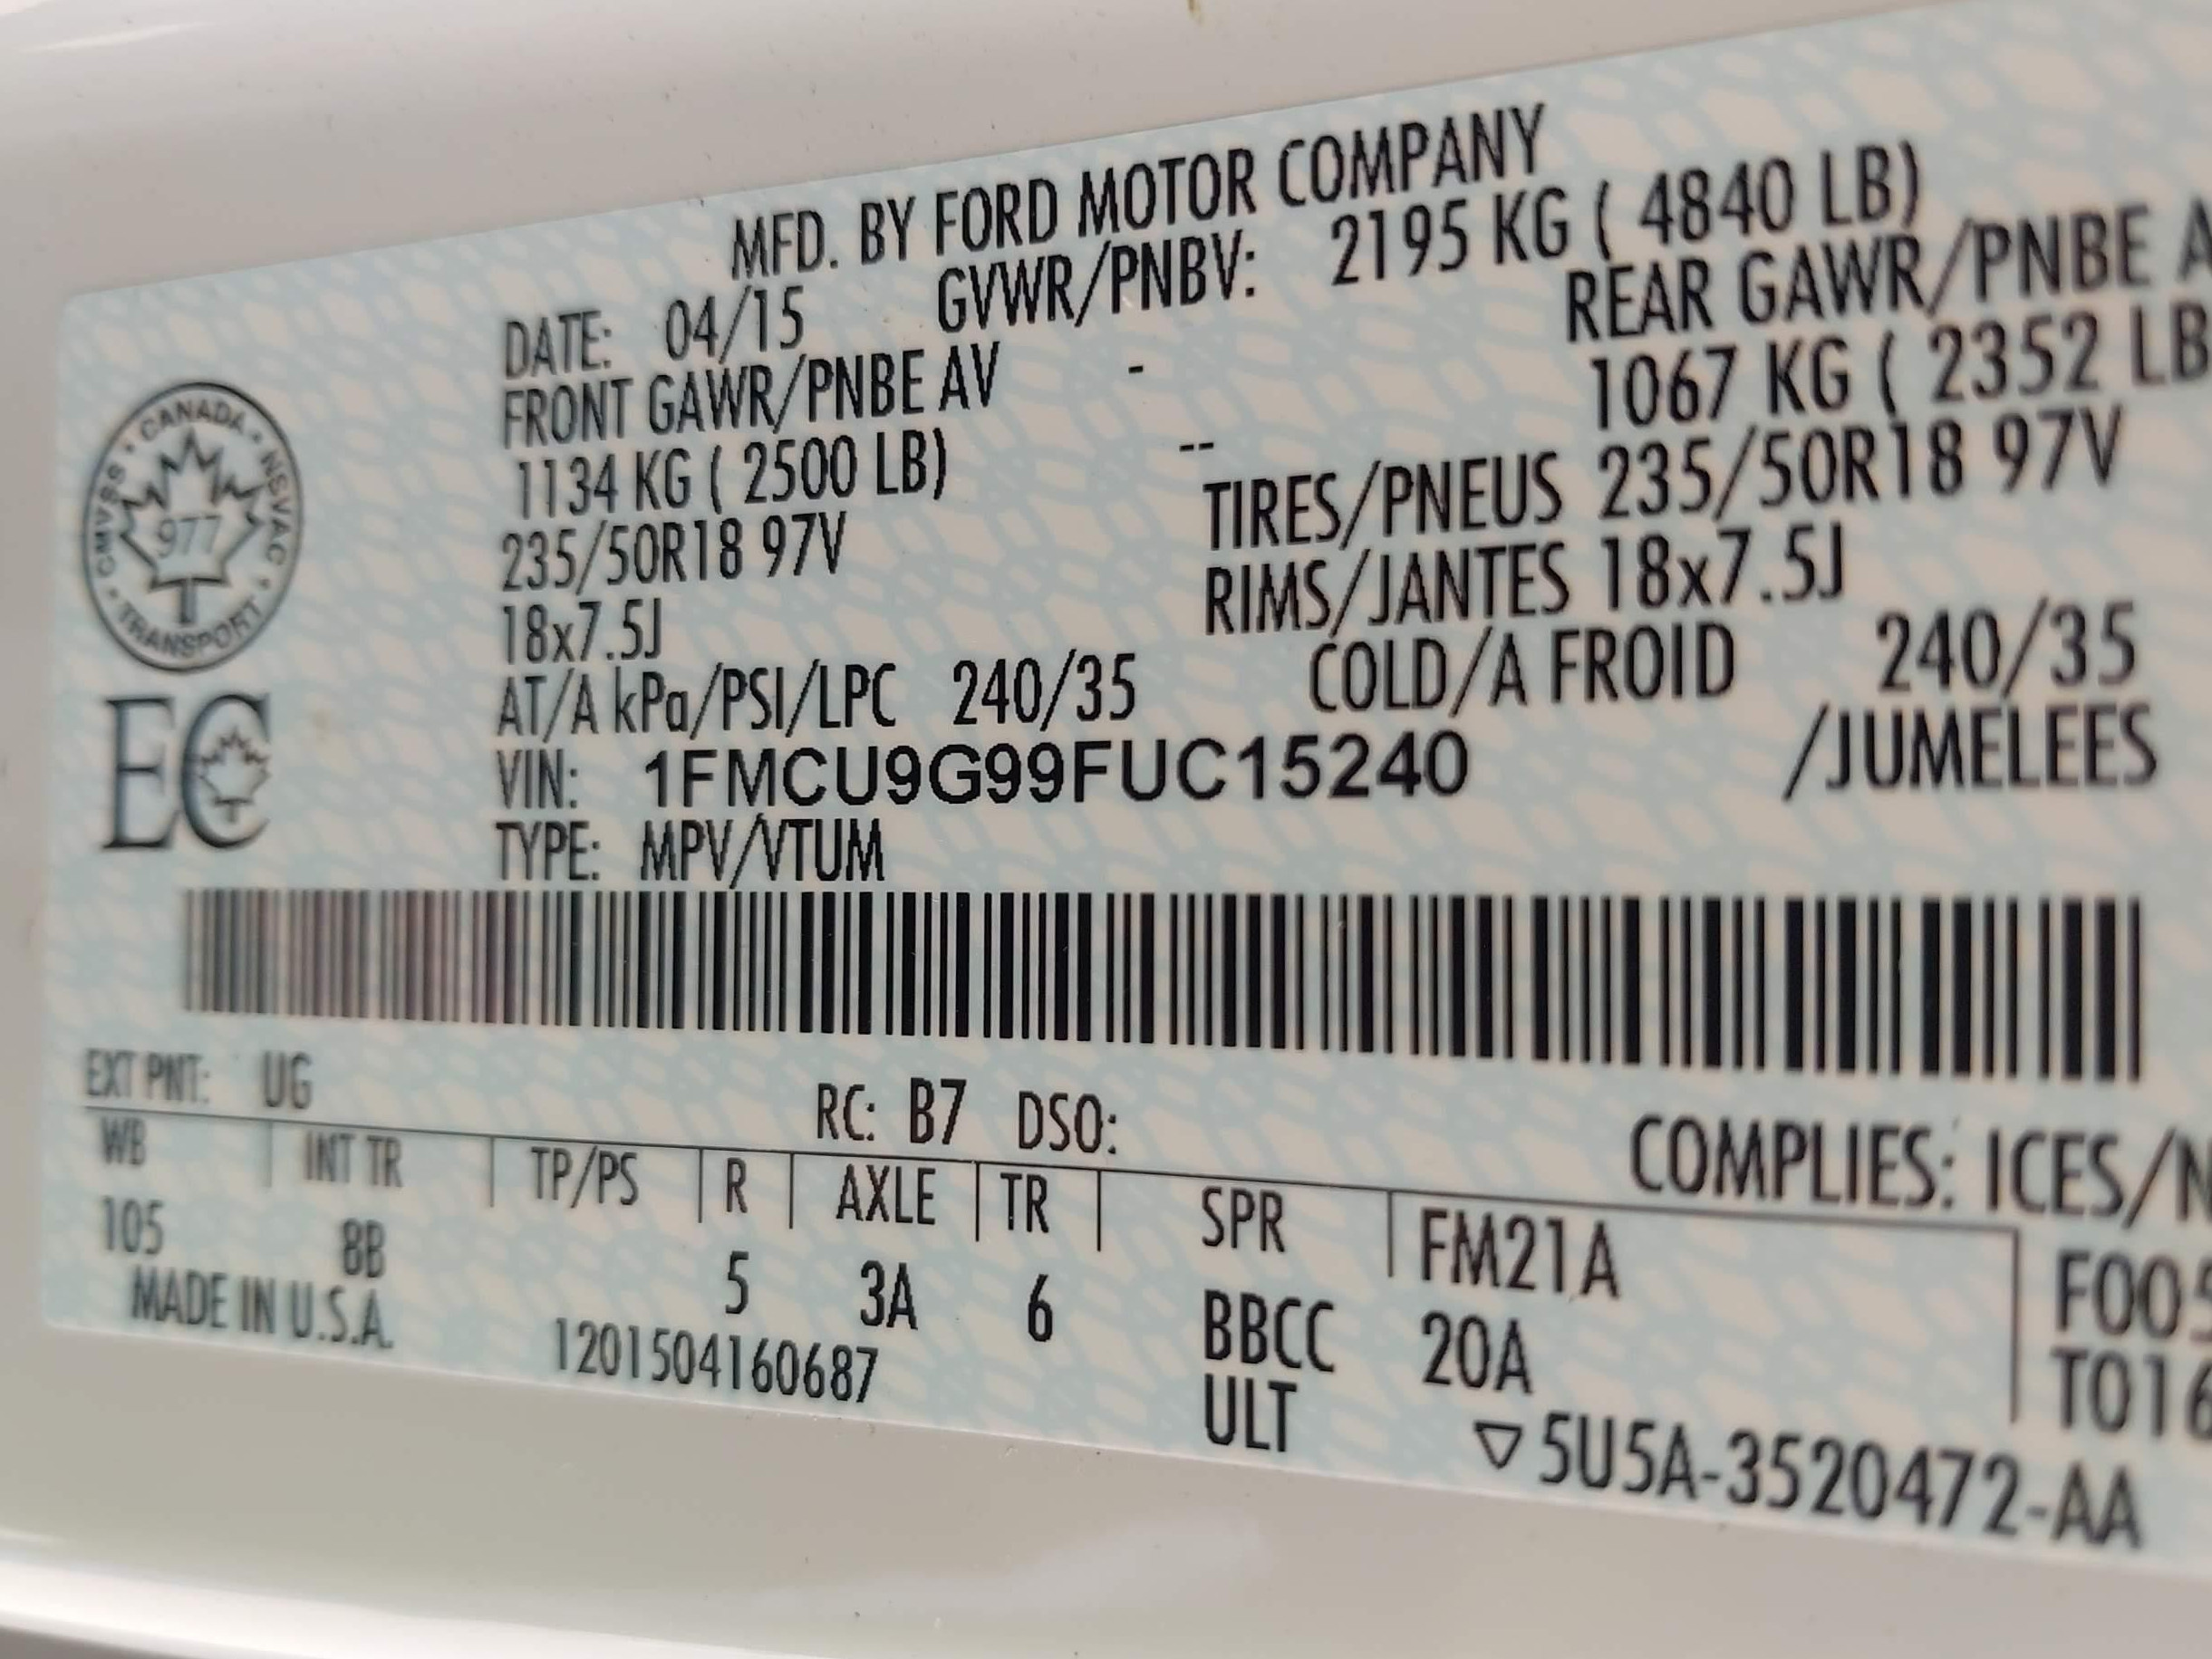 MFD. BY FORD MOTOR COMPANY
DATE: 04/15 GVWR/PNBV: 2195 KG ( 4840 LB)
FRONT GAWR/PNBE AV - REAR GAWR/PNBE A
1134 KG ( 2500 LB) -- 1067 KG ( 2352 LB
235/50R18 97V TIRES/PNEUS 235/50R18 97V
18x7.5J RIMS/JANTES 18x7.5J
AT/A kPa/PSI/LPC 240/35 COLD/A FROID 240/35
VIN: 1FMCU9G99FUC15240 /JUMELEES
TYPE: MPV/VTUM
CANADA • NSVAC • TRANSPORT • CMVSS •
977
EC
EXT PNT: UG RC: B7 DSO:
COMPLIES: ICES/N
WB INT TR TP/PS R AXLE TR SPR FM21A
105 8B 5 3A 6 BBCC 20A
F005
T016
MADE IN U.S.A. 1201504160687 ULT
▽5U5A-3520472-AA